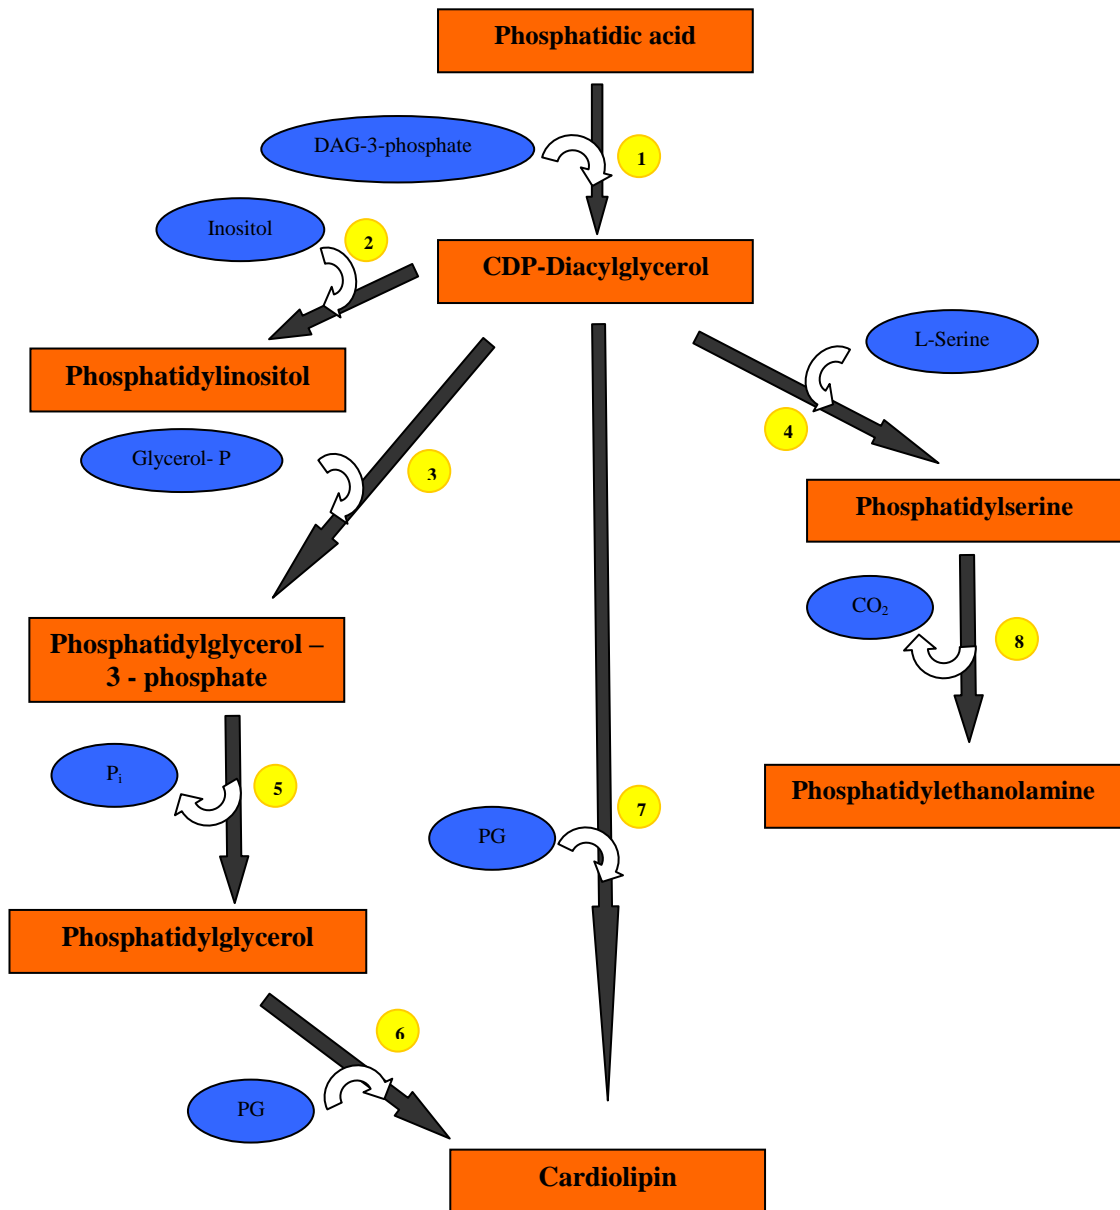 Phosphatidic acid
DAG-3-phosphate
1
Inositol
2
CDP-Diacylglycerol
L-Serine
Phosphatidylinositol
4
Glycerol- P
3
Phosphatidylserine
CO₂
8
Phosphatidylglycerol –
3 - phosphate
Pᵢ
5
Phosphatidylethanolamine
7
PG
Phosphatidylglycerol
6
PG
Cardiolipin